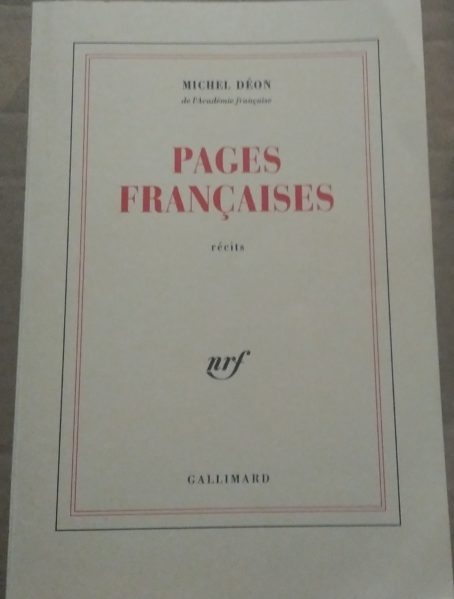 MICHEL DÉON
de l'Académie française
PAGES
FRANÇAISES
récits
nrf
GALLIMARD